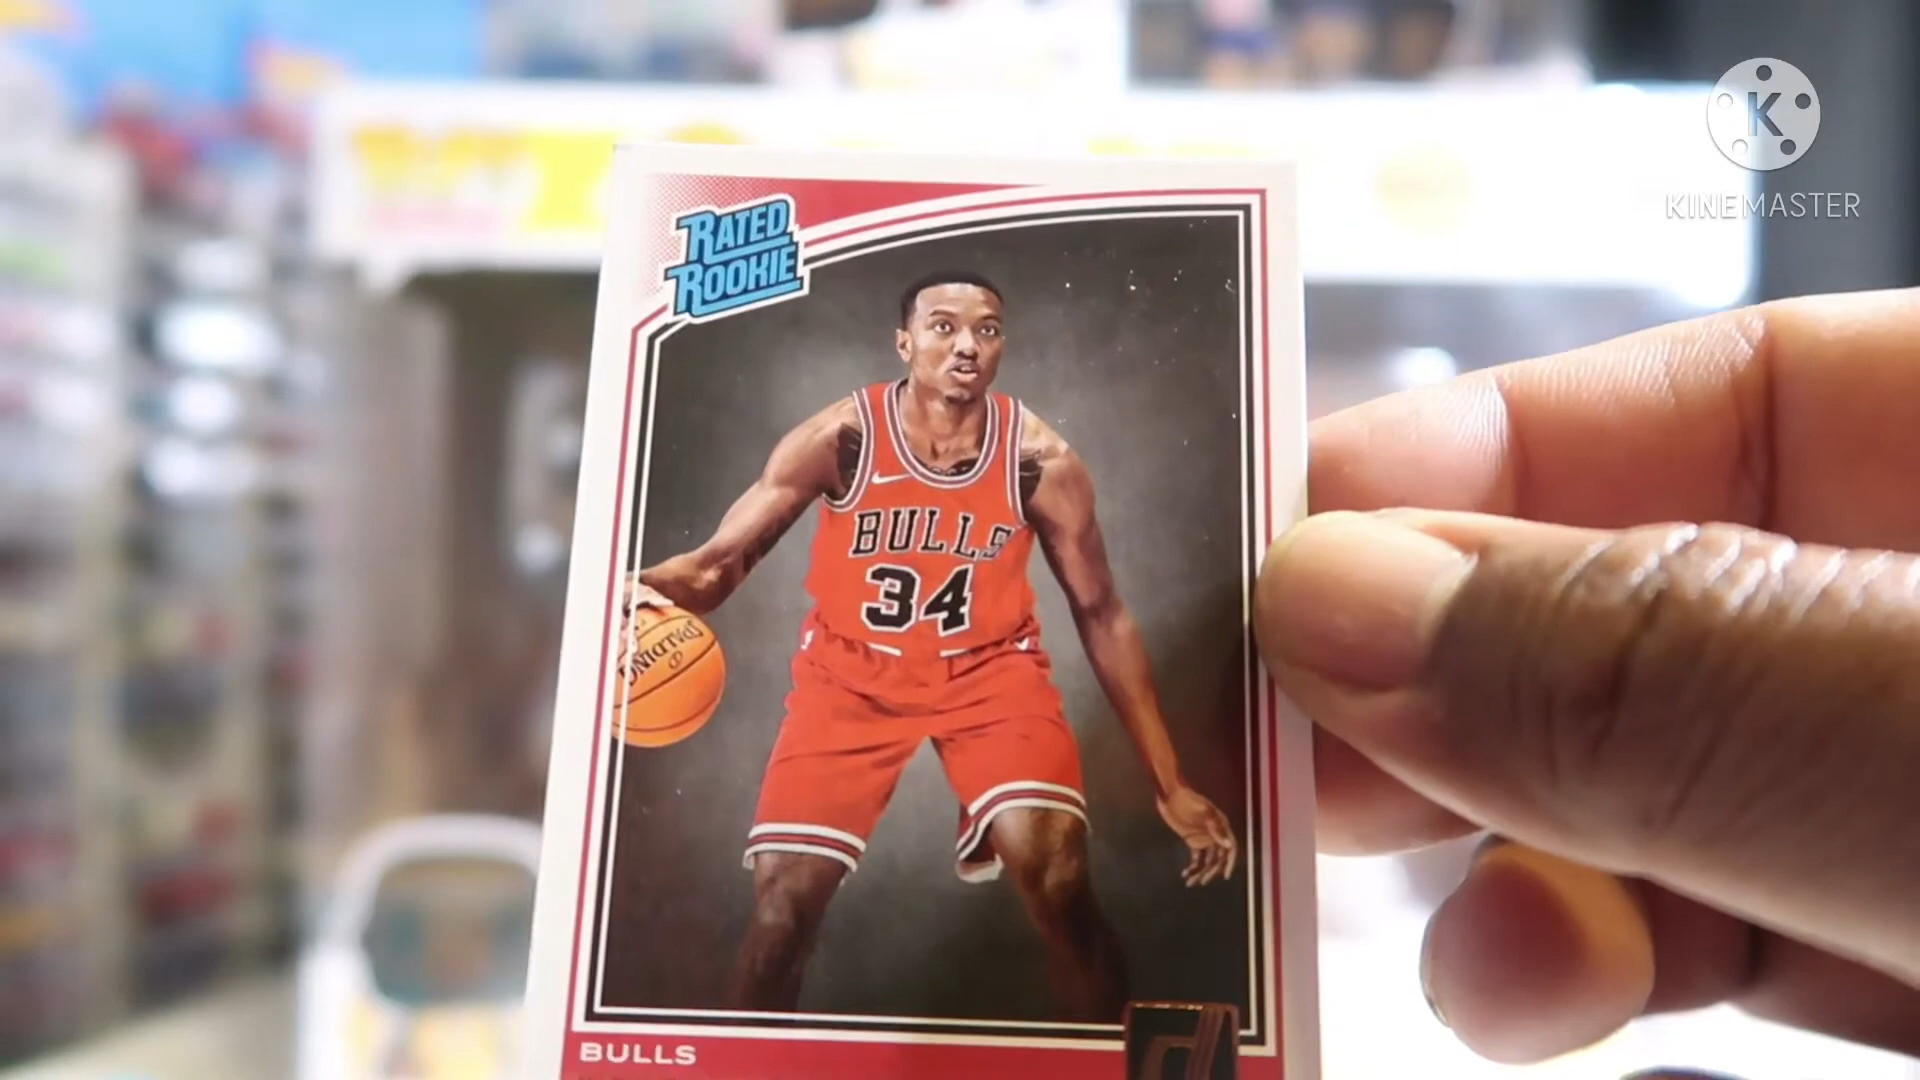 K
KINEMASTER
RATED
ROOKIE
BULLS
34
SPALDING
BULLS